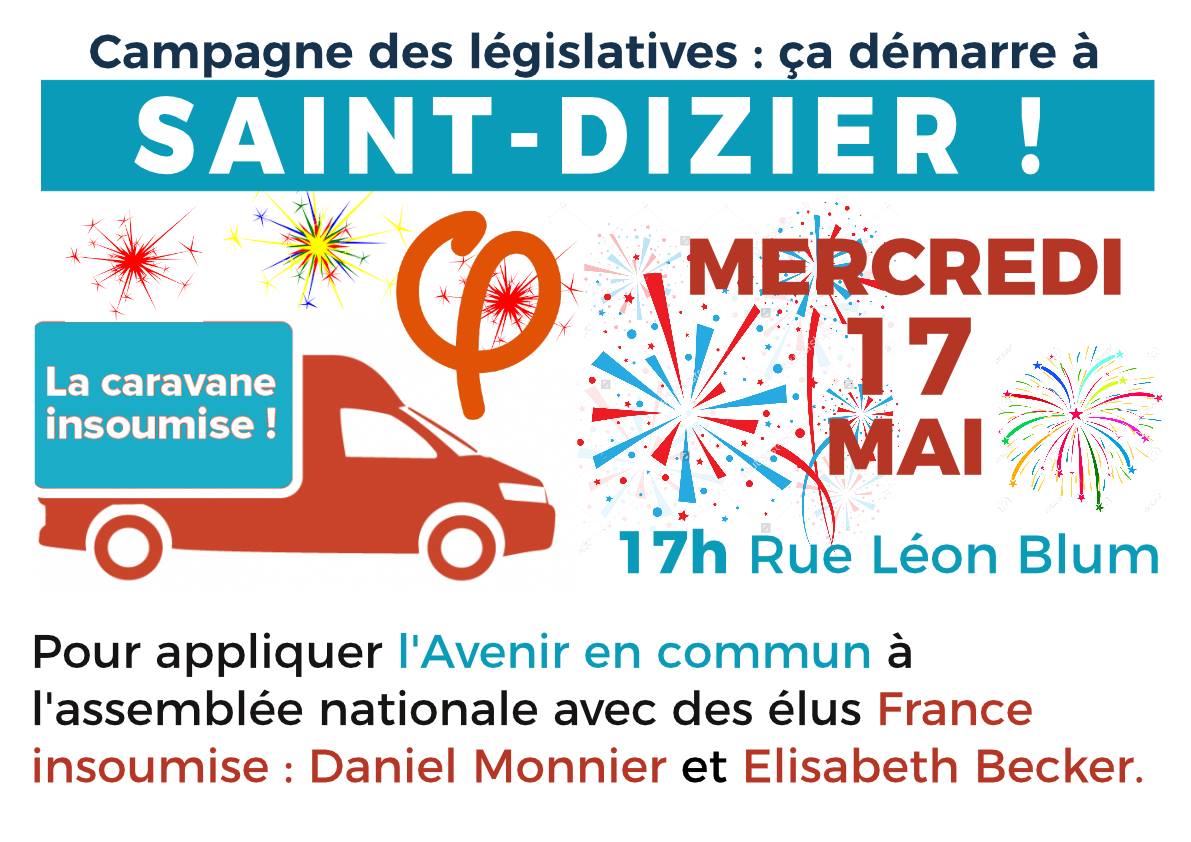 Campagne des législatives : ça démarre à
SAINT-DIZIER !
La caravane
insoumise !
MERCREDI
17
MAI
17h Rue Léon Blum
Pour appliquer l'Avenir en commun à
l'assemblée nationale avec des élus France
insoumise : Daniel Monnier et Elisabeth Becker.